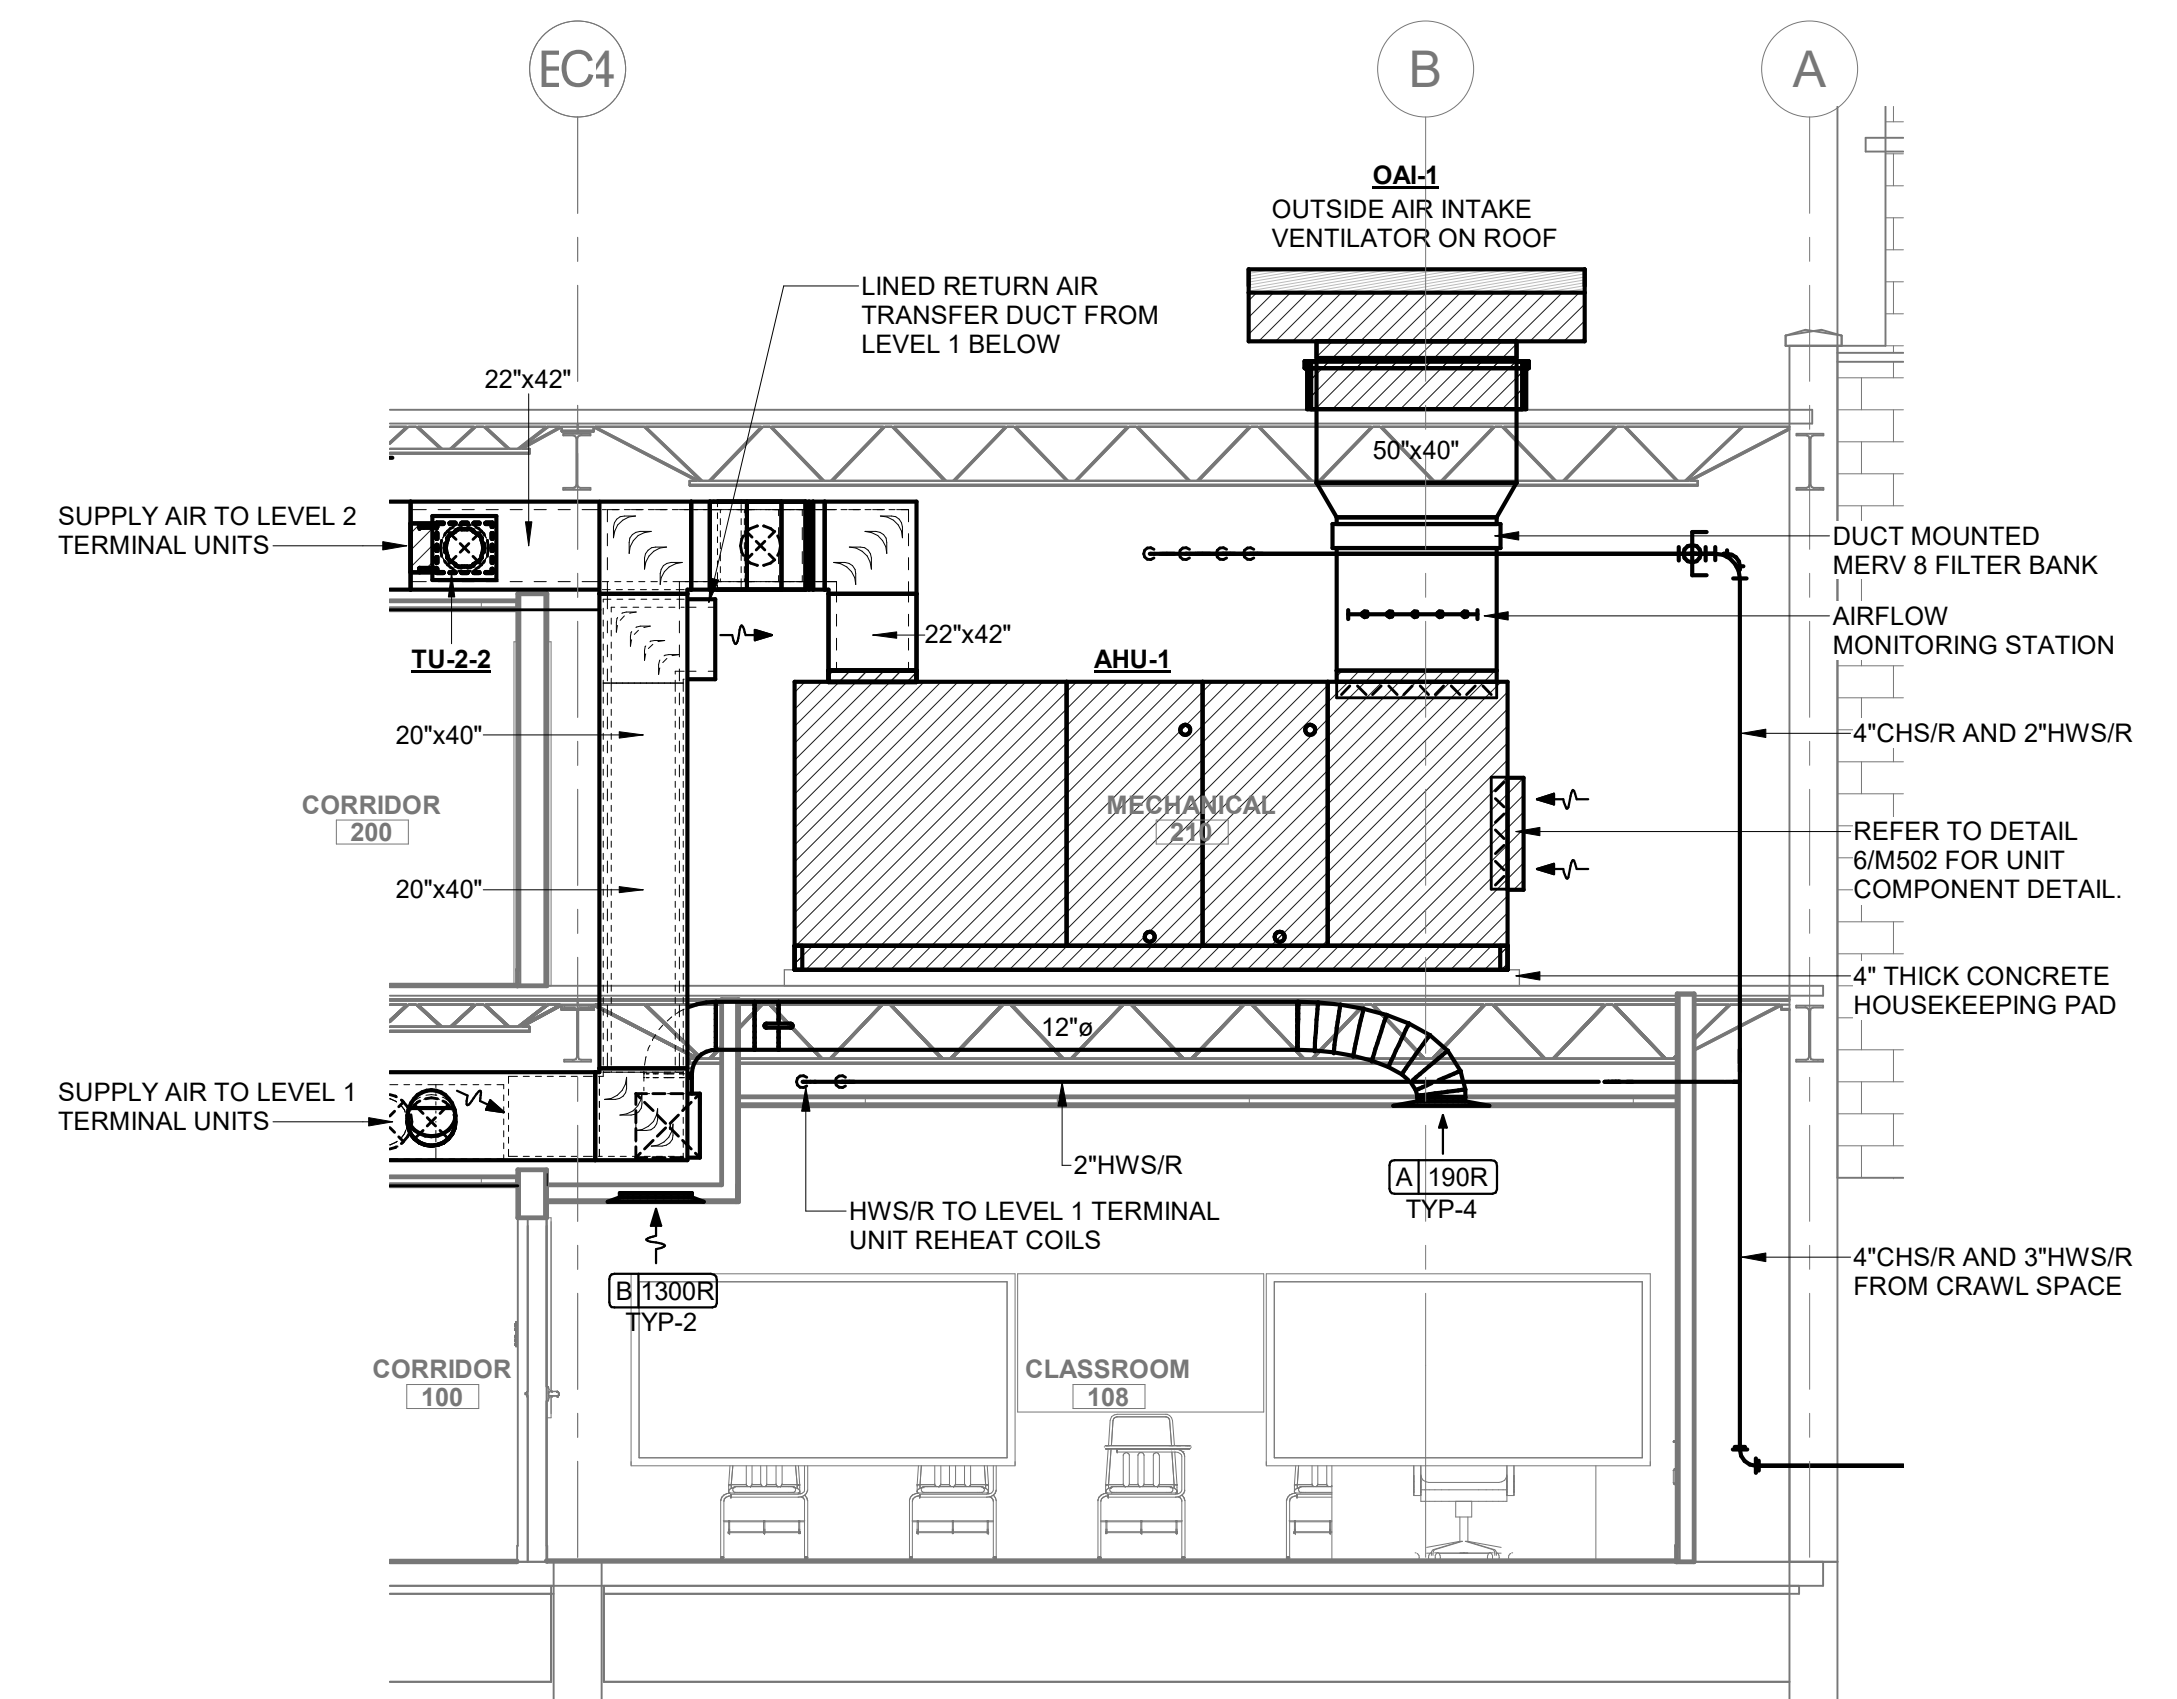 EC4
B
A
OAI-1
OUTSIDE AIR INTAKE
VENTILATOR ON ROOF
LINED RETURN AIR
TRANSFER DUCT FROM
LEVEL 1 BELOW
22"x42"
50"x40"
SUPPLY AIR TO LEVEL 2
TERMINAL UNITS
DUCT MOUNTED
MERV 8 FILTER BANK
AIRFLOW
MONITORING STATION
TU-2-2
22"x42"
AHU-1
20"x40"
4"CHS/R AND 2"HWS/R
CORRIDOR
200
MECHANICAL
210
REFER TO DETAIL
6/M502 FOR UNIT
COMPONENT DETAIL.
20"x40"
4" THICK CONCRETE
HOUSEKEEPING PAD
12"ø
SUPPLY AIR TO LEVEL 1
TERMINAL UNITS
2"HWS/R
A 190R
TYP-4
HWS/R TO LEVEL 1 TERMINAL
UNIT REHEAT COILS
4"CHS/R AND 3"HWS/R
FROM CRAWL SPACE
B 1300R
TYP-2
CORRIDOR
100
CLASSROOM
108